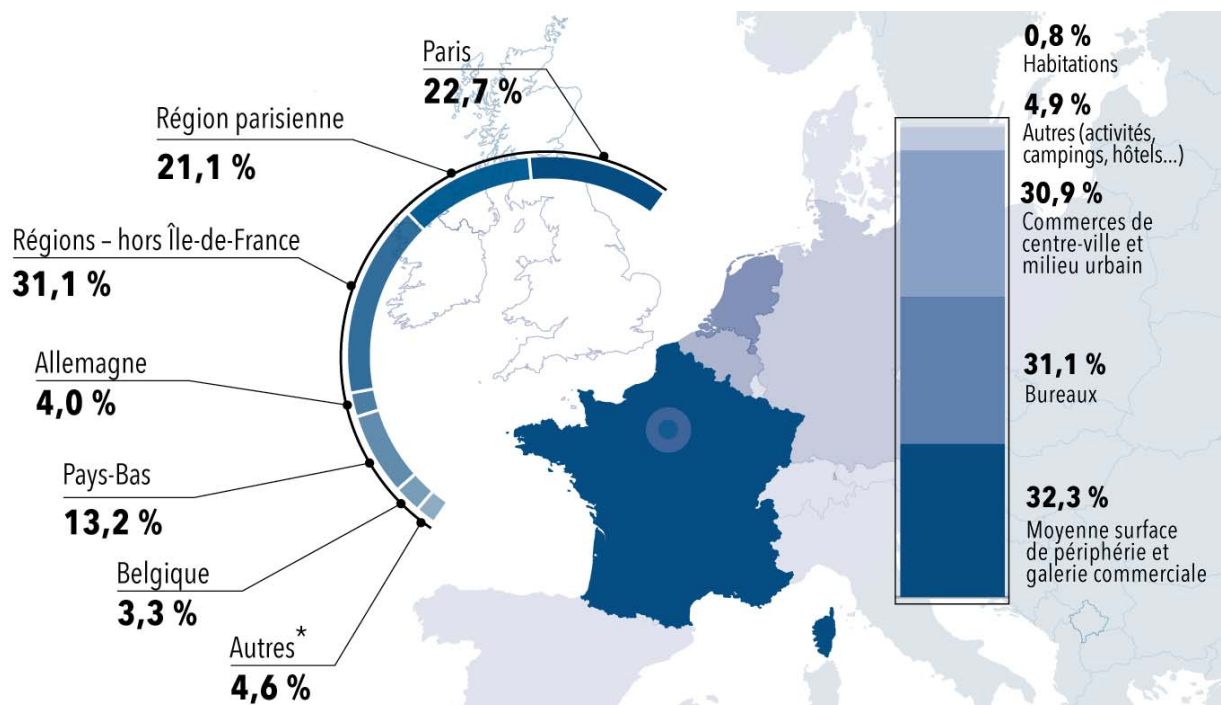 Paris
22,7 %
Région parisienne
21,1 %
Régions – hors Île-de-France
31,1 %
Allemagne
4,0 %
Pays-Bas
13,2 %
Belgique
3,3 %
Autres*
4,6 %
0,8 %
Habitations
4,9 %
Autres (activités,
campings, hôtels...)
30,9 %
Commerces de
centre-ville et
milieu urbain
31,1 %
Bureaux
32,3 %
Moyenne surface
de périphérie et
galerie commerciale